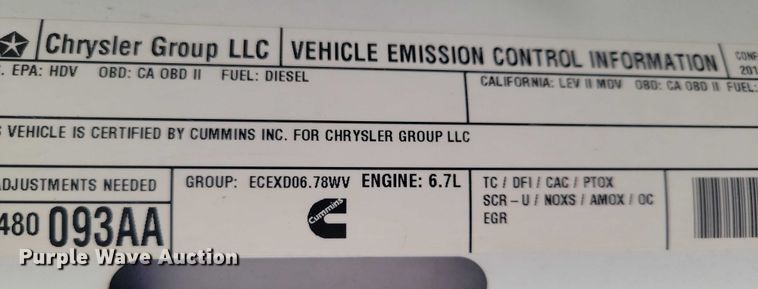 Chrysler Group LLC VEHICLE EMISSION CONTROL INFORMATION
EPA: HDV OBD: CA OBD II FUEL: DIESEL
CALIFORNIA: LEV II MDV OBD: CA OBD II FUEL:
VEHICLE IS CERTIFIED BY CUMMINS INC. FOR CHRYSLER GROUP LLC
ADJUSTMENTS NEEDED
480 093AA
GROUP: ECEXD06.78WV ENGINE: 6.7L
Cummins
TC / DFI / CAC / PTOX
SCR-U / NOXS / AMOX / OC
EGR
Purple Wave Auction